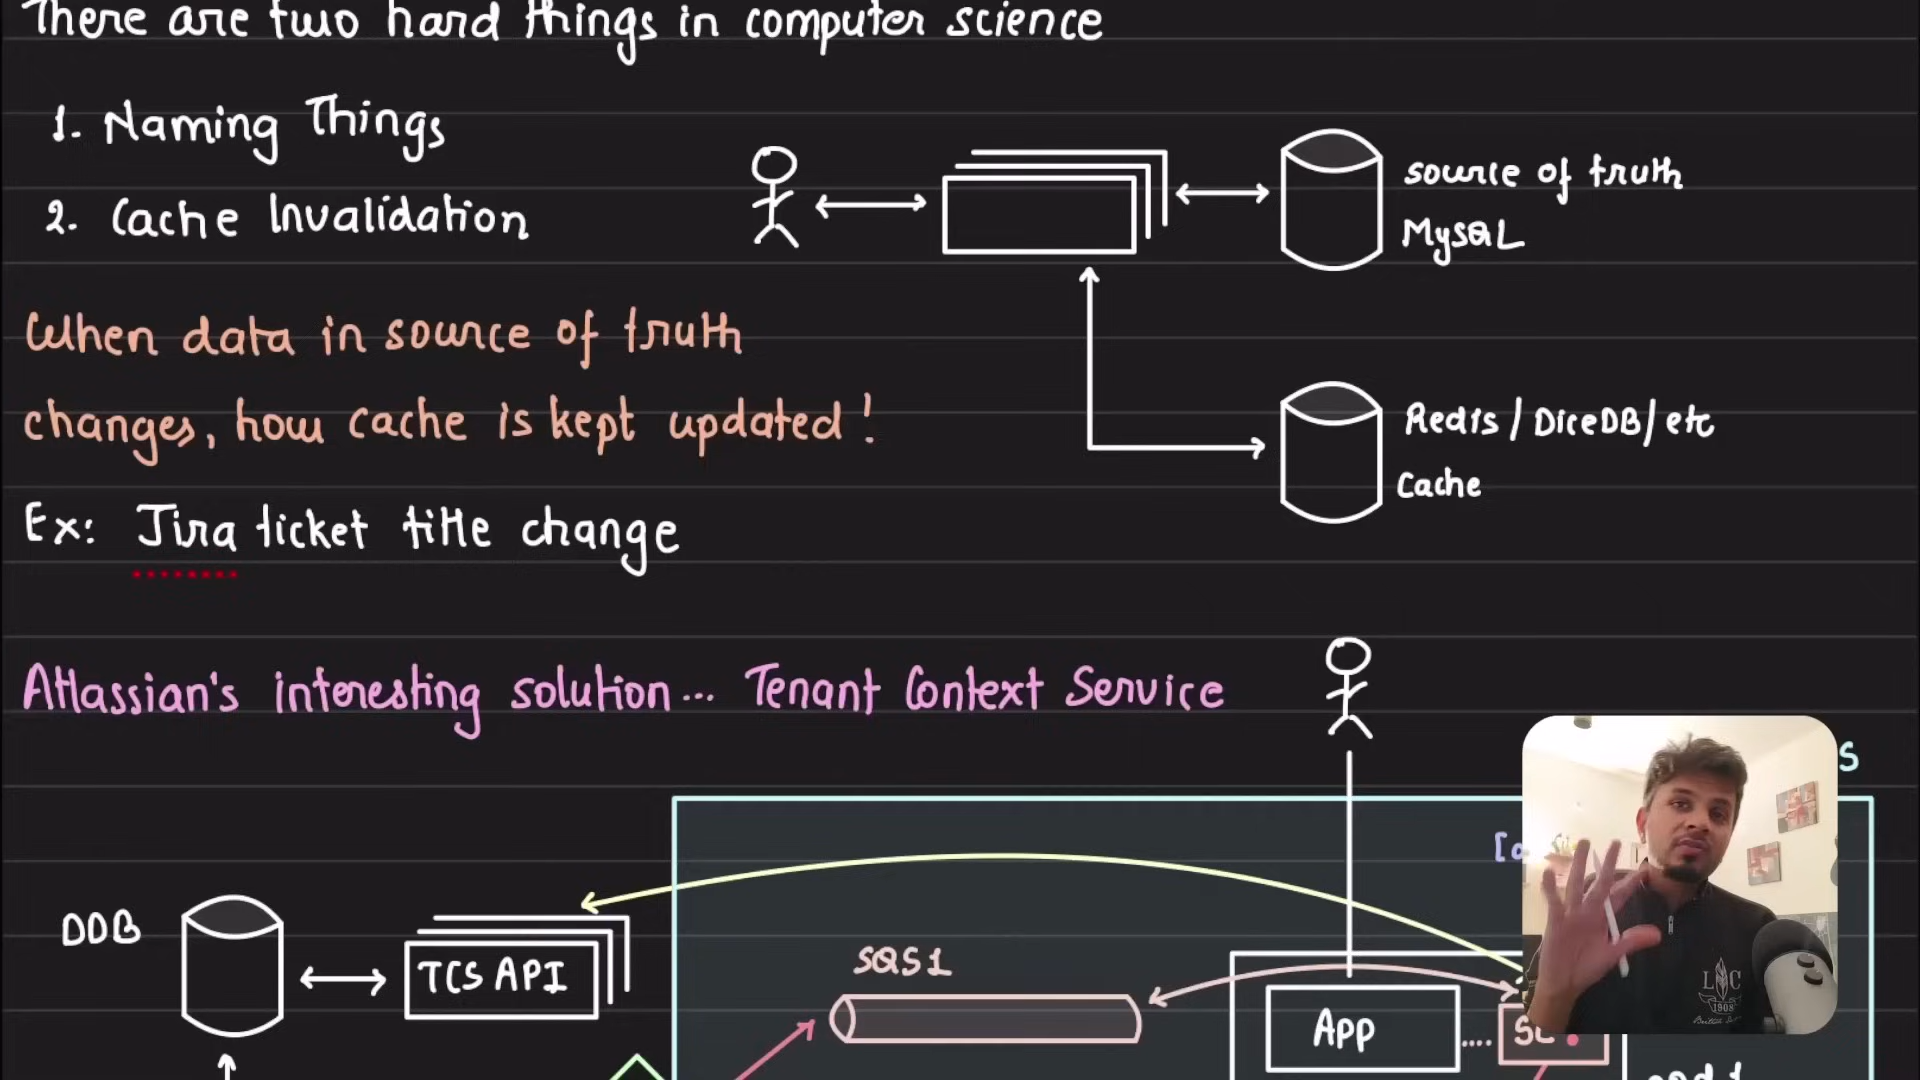 There are two hard things in computer science
1. Naming Things
2. Cache Invalidation
source of truth
MySQL
When data in source of truth
changes, how cache is kept updated!
Redis / DiceDB / etc
Cache
Ex: Jira ticket title change
Atlassian's interesting solution... Tenant Context Service
S
DDB
TCS API
SQS1
App
....
LC
1908